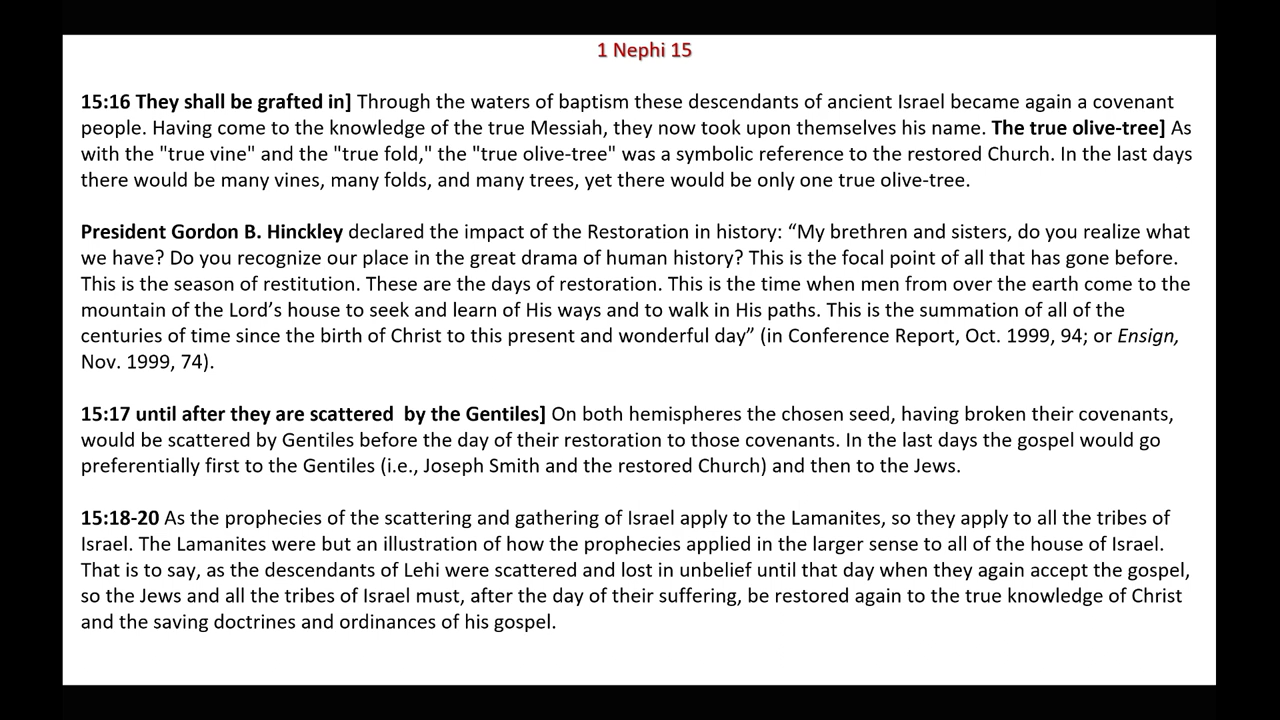 1 Nephi 15
15:16 They shall be grafted in] Through the waters of baptism these descendants of ancient Israel became again a covenant
people. Having come to the knowledge of the true Messiah, they now took upon themselves his name. The true olive-tree] As
with the "true vine" and the "true fold," the "true olive-tree" was a symbolic reference to the restored Church. In the last days
there would be many vines, many folds, and many trees, yet there would be only one true olive-tree.
President Gordon B. Hinckley declared the impact of the Restoration in history: “My brethren and sisters, do you realize what
we have? Do you recognize our place in the great drama of human history? This is the focal point of all that has gone before.
This is the season of restitution. These are the days of restoration. This is the time when men from over the earth come to the
mountain of the Lord’s house to seek and learn of His ways and to walk in His paths. This is the summation of all of the
centuries of time since the birth of Christ to this present and wonderful day” (in Conference Report, Oct. 1999, 94; or Ensign,
Nov. 1999, 74).
15:17 until after they are scattered  by the Gentiles] On both hemispheres the chosen seed, having broken their covenants,
would be scattered by Gentiles before the day of their restoration to those covenants. In the last days the gospel would go
preferentially first to the Gentiles (i.e., Joseph Smith and the restored Church) and then to the Jews.
15:18-20 As the prophecies of the scattering and gathering of Israel apply to the Lamanites, so they apply to all the tribes of
Israel. The Lamanites were but an illustration of how the prophecies applied in the larger sense to all of the house of Israel.
That is to say, as the descendants of Lehi were scattered and lost in unbelief until that day when they again accept the gospel,
so the Jews and all the tribes of Israel must, after the day of their suffering, be restored again to the true knowledge of Christ
and the saving doctrines and ordinances of his gospel.